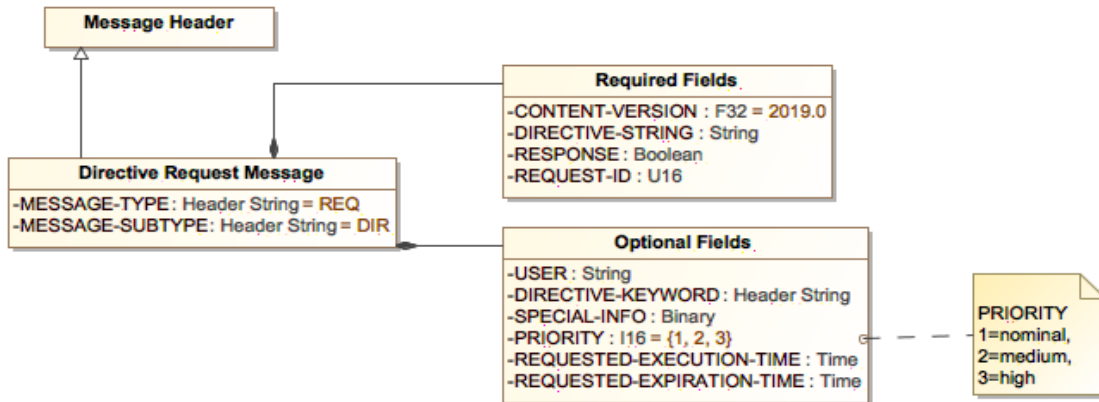 Message Header
Required Fields
-CONTENT-VERSION : F32 = 2019.0
-DIRECTIVE-STRING : String
-RESPONSE : Boolean
-REQUEST-ID : U16
Directive Request Message
-MESSAGE-TYPE : Header String = REQ
-MESSAGE-SUBTYPE : Header String = DIR
Optional Fields
-USER : String
-DIRECTIVE-KEYWORD : Header String
-SPECIAL-INFO : Binary
-PRIORITY : I16 = {1, 2, 3}
-REQUESTED-EXECUTION-TIME : Time
-REQUESTED-EXPIRATION-TIME : Time
PRIORITY
1=nominal,
2=medium,
3=high